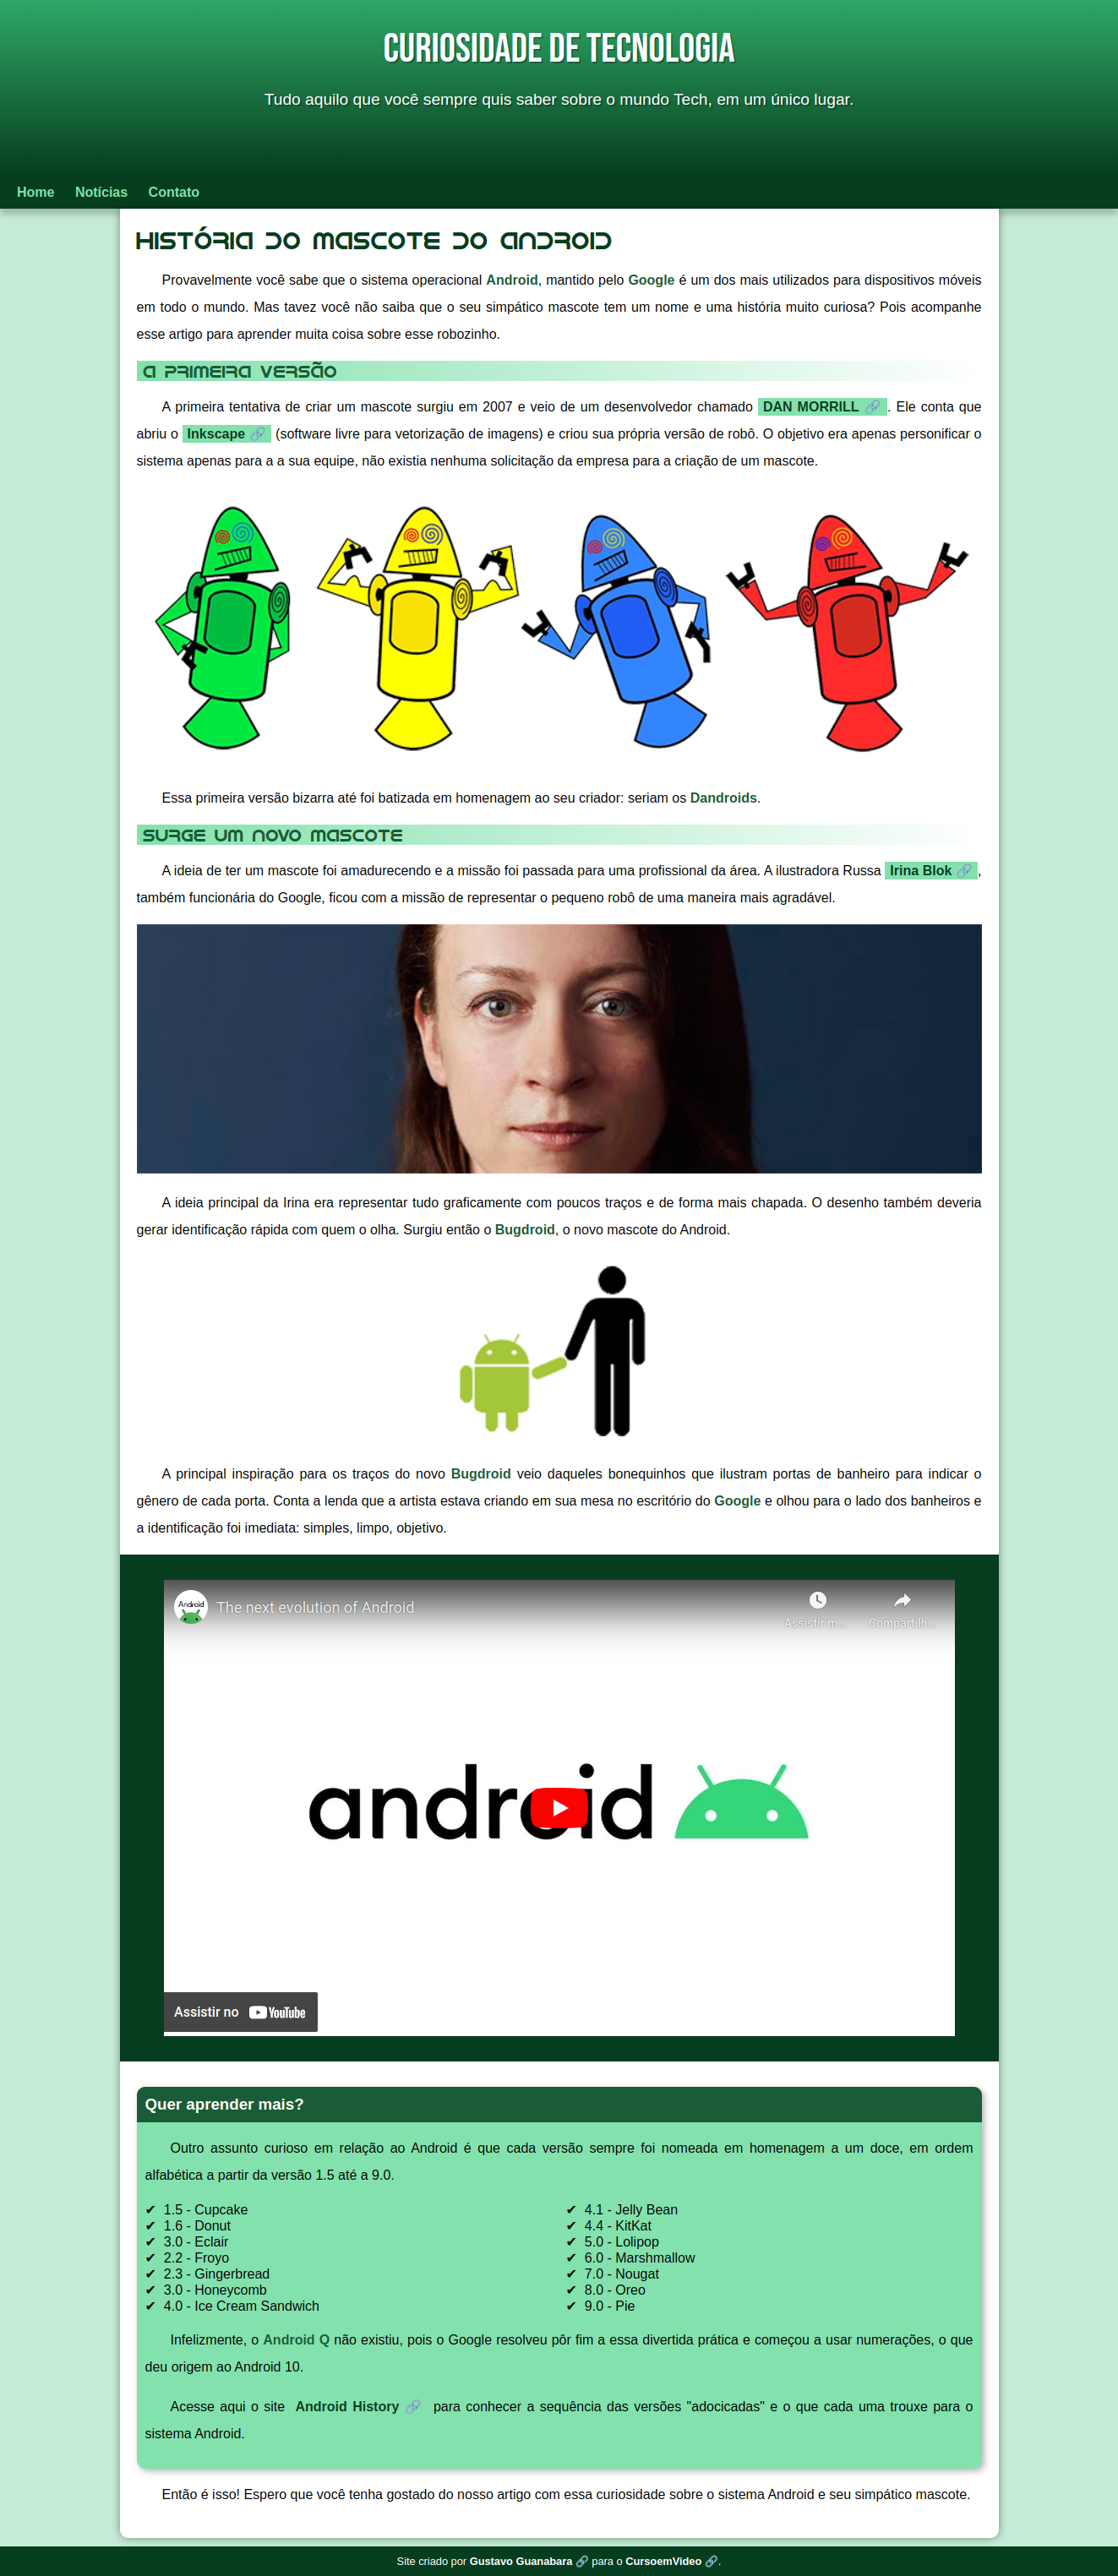 CURIOSIDADE DE TECNOLOGIA
Tudo aquilo que você sempre quis saber sobre o mundo Tech, em um único lugar.
Home Notícias Contato
História do Mascote do Android
Provavelmente você sabe que o sistema operacional Android, mantido pelo Google é um dos mais utilizados para dispositivos móveis
em todo o mundo. Mas tavez você não saiba que o seu simpático mascote tem um nome e uma história muito curiosa? Pois acompanhe
esse artigo para aprender muita coisa sobre esse robozinho.
A primeira versão
A primeira tentativa de criar um mascote surgiu em 2007 e veio de um desenvolvedor chamado DAN MORRILL 🔗. Ele conta que
abriu o Inkscape 🔗 (software livre para vetorização de imagens) e criou sua própria versão de robô. O objetivo era apenas personificar o
sistema apenas para a a sua equipe, não existia nenhuma solicitação da empresa para a criação de um mascote.
Essa primeira versão bizarra até foi batizada em homenagem ao seu criador: seriam os Dandroids.
Surge um novo mascote
A ideia de ter um mascote foi amadurecendo e a missão foi passada para uma profissional da área. A ilustradora Russa Irina Blok 🔗,
também funcionária do Google, ficou com a missão de representar o pequeno robô de uma maneira mais agradável.
A ideia principal da Irina era representar tudo graficamente com poucos traços e de forma mais chapada. O desenho também deveria
gerar identificação rápida com quem o olha. Surgiu então o Bugdroid, o novo mascote do Android.
A principal inspiração para os traços do novo Bugdroid veio daqueles bonequinhos que ilustram portas de banheiro para indicar o
gênero de cada porta. Conta a lenda que a artista estava criando em sua mesa no escritório do Google e olhou para o lado dos banheiros e
a identificação foi imediata: simples, limpo, objetivo.
Android
The next evolution of Android
Assistir m... Compartilh...
android
Assistir no YouTube
Quer aprender mais?
Outro assunto curioso em relação ao Android é que cada versão sempre foi nomeada em homenagem a um doce, em ordem
alfabética a partir da versão 1.5 até a 9.0.
✔ 1.5 - Cupcake
✔ 1.6 - Donut
✔ 3.0 - Eclair
✔ 2.2 - Froyo
✔ 2.3 - Gingerbread
✔ 3.0 - Honeycomb
✔ 4.0 - Ice Cream Sandwich
✔ 4.1 - Jelly Bean
✔ 4.4 - KitKat
✔ 5.0 - Lolipop
✔ 6.0 - Marshmallow
✔ 7.0 - Nougat
✔ 8.0 - Oreo
✔ 9.0 - Pie
Infelizmente, o Android Q não existiu, pois o Google resolveu pôr fim a essa divertida prática e começou a usar numerações, o que
deu origem ao Android 10.
Acesse aqui o site Android History 🔗 para conhecer a sequência das versões "adocicadas" e o que cada uma trouxe para o
sistema Android.
Então é isso! Espero que você tenha gostado do nosso artigo com essa curiosidade sobre o sistema Android e seu simpático mascote.
Site criado por Gustavo Guanabara 🔗 para o CursoemVideo 🔗.